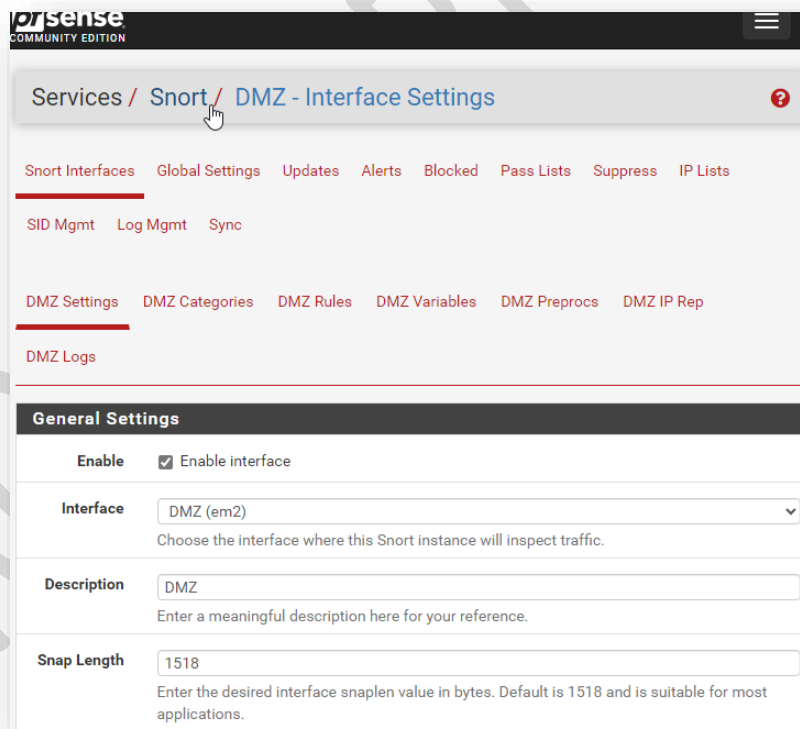 pfsense
COMMUNITY EDITION
Services / Snort / DMZ - Interface Settings
Snort Interfaces Global Settings Updates Alerts Blocked Pass Lists Suppress IP Lists
SID Mgmt Log Mgmt Sync
DMZ Settings DMZ Categories DMZ Rules DMZ Variables DMZ Preprocs DMZ IP Rep
DMZ Logs
General Settings
Enable Enable interface
Interface DMZ (em2)
Choose the interface where this Snort instance will inspect traffic.
Description DMZ
Enter a meaningful description here for your reference.
Snap Length 1518
Enter the desired interface snaplen value in bytes. Default is 1518 and is suitable for most
applications.